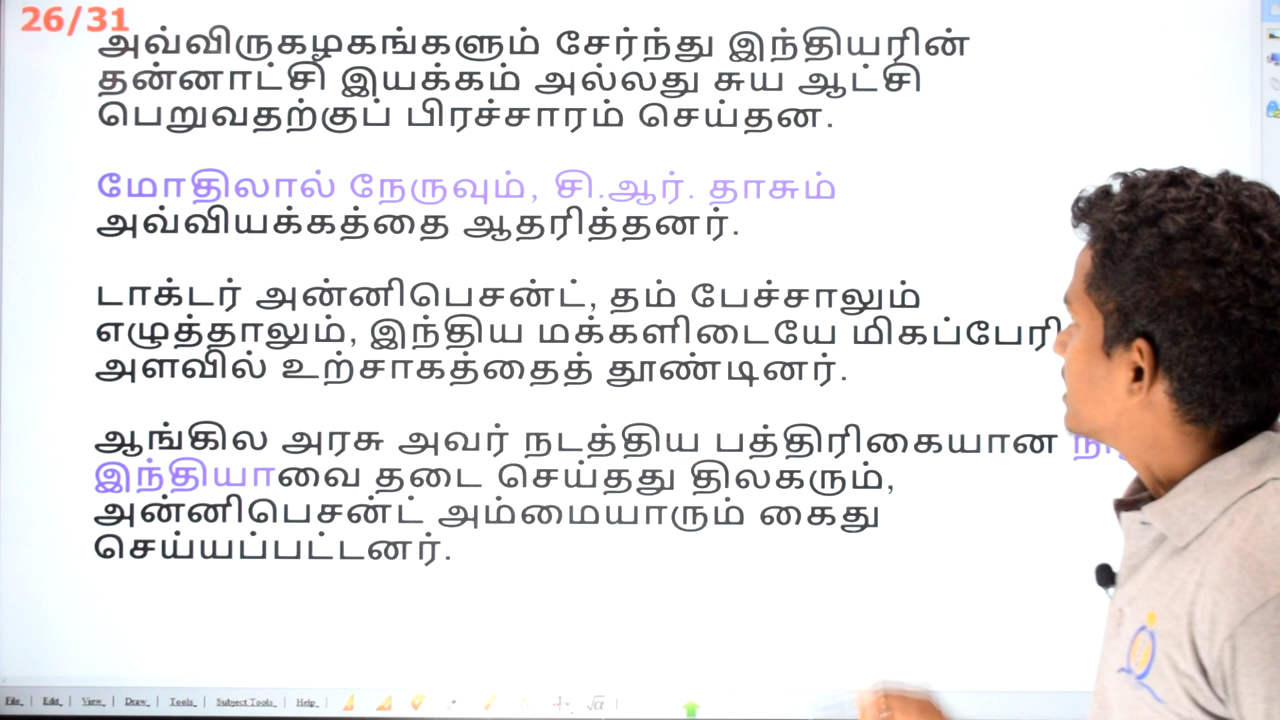 26/31
அவ்விருகழகங்களும் சேர்ந்து இந்தியரின்
தன்னாட்சி இயக்கம் அல்லது சுய ஆட்சி
பெறுவதற்குப் பிரச்சாரம் செய்தன.
மோதிலால் நேருவும், சி.ஆர். தாசும்
அவ்வியக்கத்தை ஆதரித்தனர்.
டாக்டர் அன்னிபெசன்ட், தம் பேச்சாலும்
எழுத்தாலும், இந்திய மக்களிடையே மிகப்பேரி
அளவில் உற்சாகத்தைத் தூண்டினர்.
ஆங்கில அரசு அவர் நடத்திய பத்திரிகையான
இந்தியாவை தடை செய்தது திலகரும்,
அன்னிபெசன்ட் அம்மையாரும் கைது
செய்யப்பட்டனர்.
File, | Edit, | View, | Draw, | Tools, | Subject Tools, | Help, |